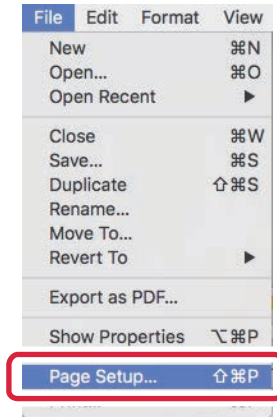 File Edit Format View
New ⌘N
Open... ⌘O
Open Recent ▶
Close ⌘W
Save... ⌘S
Duplicate ⇧⌘S
Rename...
Move To...
Revert To ▶
Export as PDF...
Show Properties ⌥⌘P
Page Setup... ⇧⌘P